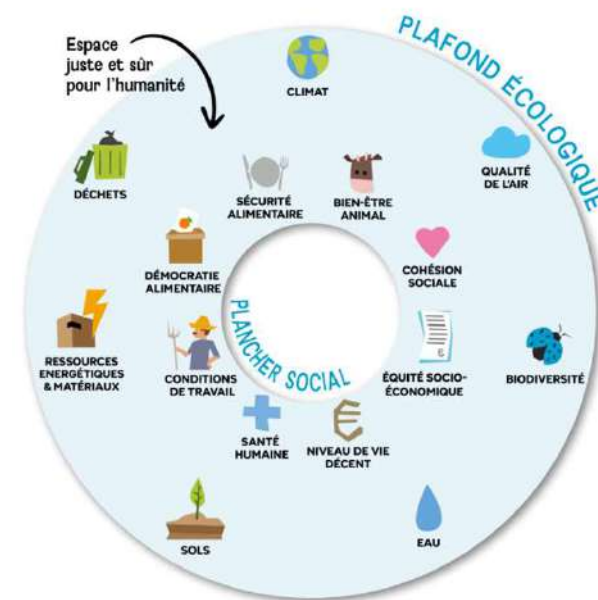 Espace
juste et sûr
pour l'humanité
PLAFOND ÉCOLOGIQUE
CLIMAT
QUALITÉ
DE L'AIR
DÉCHETS
SÉCURITÉ
ALIMENTAIRE
BIEN-ÊTRE
ANIMAL
DÉMOCRATIE
ALIMENTAIRE
COHÉSION
SOCIALE
PLANCHER SOCIAL
RESSOURCES
ÉNERGÉTIQUES
& MATÉRIAUX
CONDITIONS
DE TRAVAIL
ÉQUITÉ SOCIO-
ÉCONOMIQUE
BIODIVERSITÉ
SANTÉ
HUMAINE
NIVEAU DE VIE
DÉCENT
SOLS
EAU